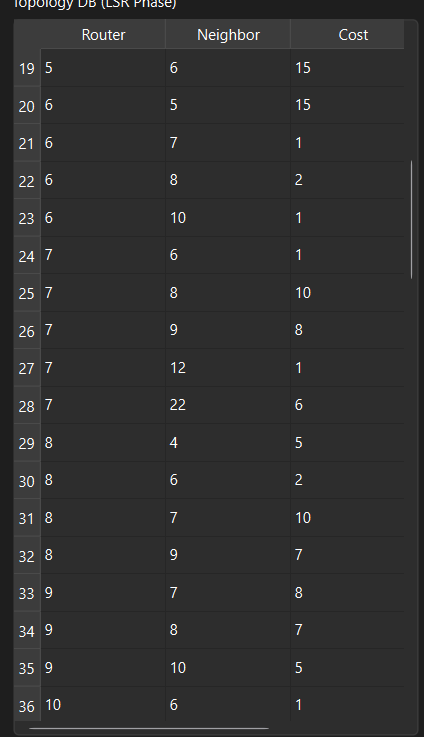 Topology DB (LSR Phase)
Router Neighbor Cost
19 5 6 15
20 6 5 15
21 6 7 1
22 6 8 2
23 6 10 1
24 7 6 1
25 7 8 10
26 7 9 8
27 7 12 1
28 7 22 6
29 8 4 5
30 8 6 2
31 8 7 10
32 8 9 7
33 9 7 8
34 9 8 7
35 9 10 5
36 10 6 1